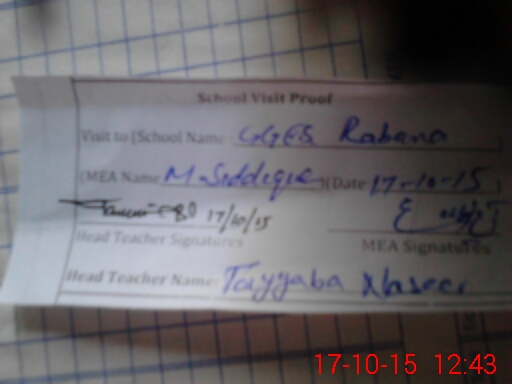 School Visit Proof
Visit to (School Name: GGES Rabana )
(MEA Name M. Siddique )(Date 17-10-15 )
17/10/15
Head Teacher Signatures MEA Signatures
Head Teacher Name: Tayyaba Naseer
17-10-15 12:43